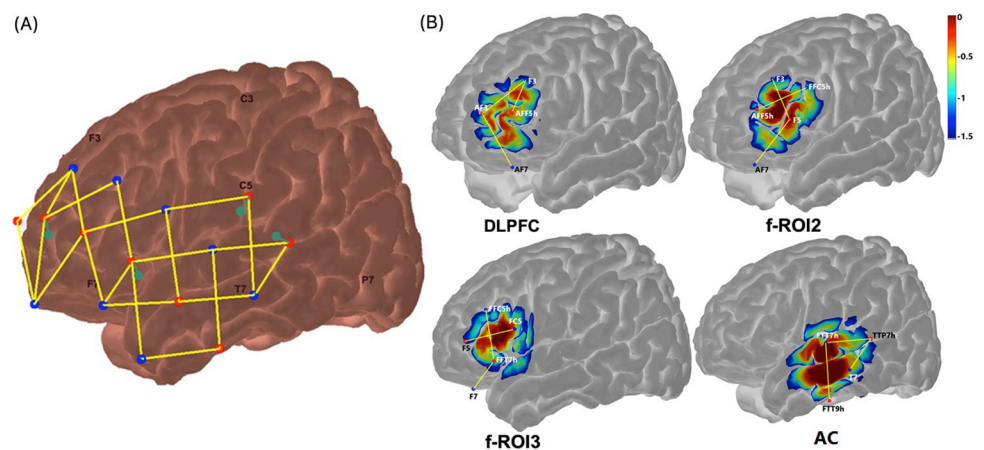 (A)
C3
F3
C5
F7
T7
P7
(B)
F3
AF3
AFF5h
AF7
DLPFC
F3
FFC5h
AFF5h
F5
AF7
f-ROI2
0
-0.5
-1
-1.5
FFC5h
FC5
F5
FFT7h
F7
f-ROI3
TTP7h
FTT9h
AC